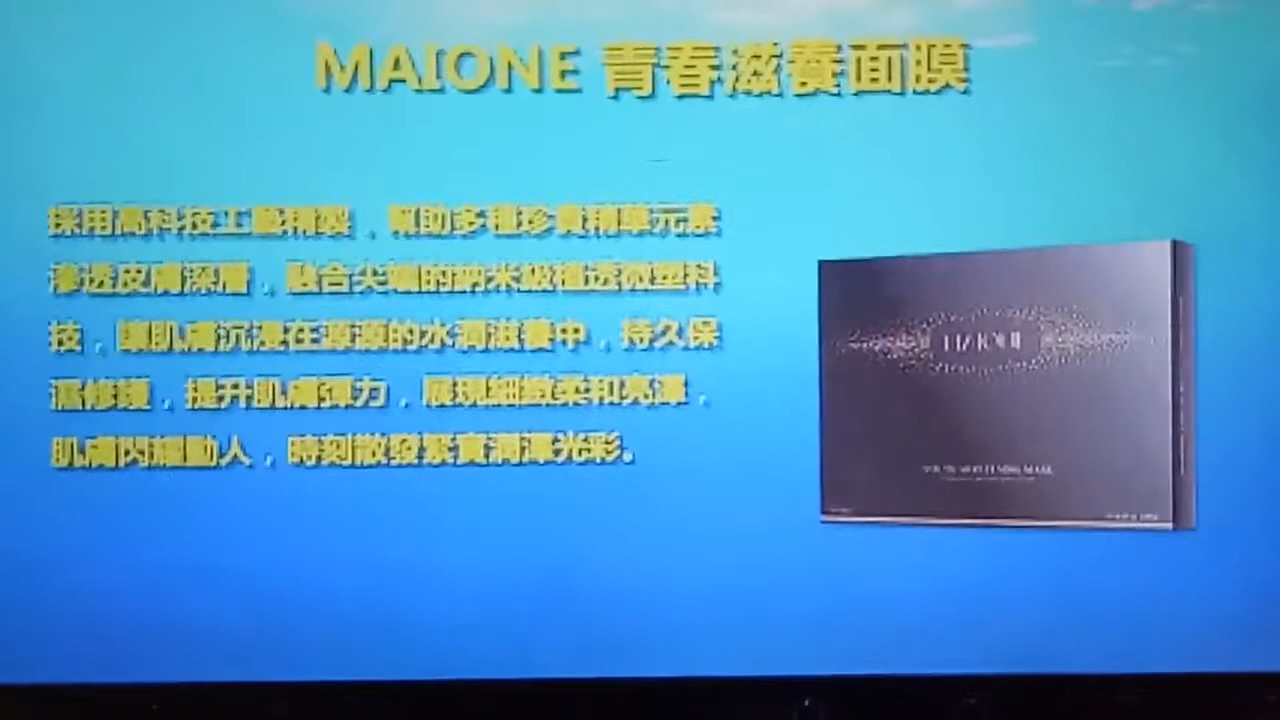 MAIONE 青春滋養面膜
採用高科技工藝精製，幫助多種珍貴精華元素
滲透皮膚深層，融合尖端的納米級植透微塑科
技，讓肌膚沉浸在源源的水潤滋養中，持久保
濕修護，提升肌膚彈力，展現細緻柔和亮澤，
肌膚閃耀動人，時刻散發緊實潤澤光彩。